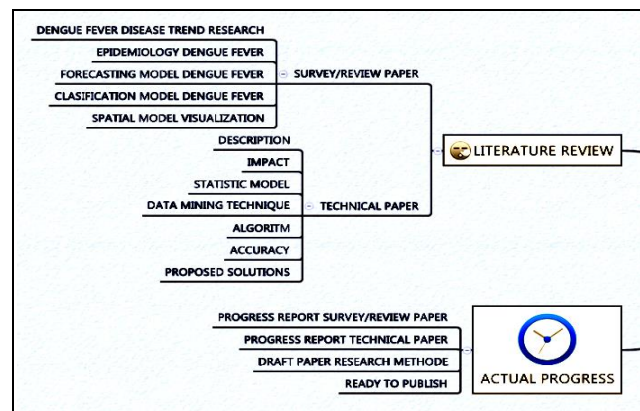 DENGUE FEVER DISEASE TREND RESEARCH
EPIDEMIOLOGY DENGUE FEVER
FORECASTING MODEL DENGUE FEVER
CLASIFICATION MODEL DENGUE FEVER
SPATIAL MODEL VISUALIZATION
SURVEY/REVIEW PAPER
DESCRIPTION
IMPACT
STATISTIC MODEL
DATA MINING TECHNIQUE
ALGORITM
ACCURACY
PROPOSED SOLUTIONS
TECHNICAL PAPER
LITERATURE REVIEW
PROGRESS REPORT SURVEY/REVIEW PAPER
PROGRESS REPORT TECHNICAL PAPER
DRAFT PAPER RESEARCH METHODE
READY TO PUBLISH
ACTUAL PROGRESS